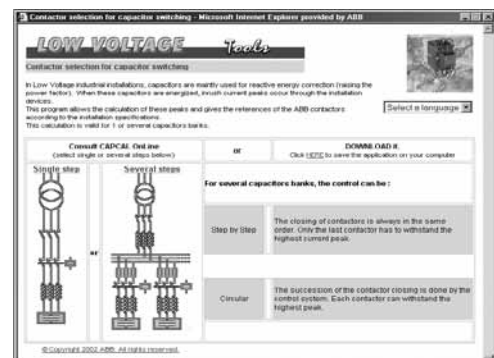 Contactor selection for capacitor switching - Microsoft Internet Explorer provided by ABB
LOW VOLTAGE Tools
Contactor selection for capacitor switching
In Low Voltage industrial installations, capacitors are mainly used for reactive energy correction (raising the
power factor). When these capacitors are energized, inrush current peaks occur through the installation
devices.
This program allows the calculation of these peaks and gives the references of the ABB contactors
according to the installation specifications.
This calculation is valid for 1 or several capacitors banks.
Select a language
Consult CAPCAL OnLine
(select single or several steps below)
or
DOWNLOAD it.
Click HERE to save the application on your computer
Single step
or
Several steps
For several capacitors banks, the control can be :
Step by Step
The closing of contactors is always in the same
order. Only the last contactor has to withstand the
highest current peak.
Circular
The succession of the contactor closing is done by the
control system. Each contactor can withstand the
highest peak.
© Copyright 2002 ABB. All rights reserved.